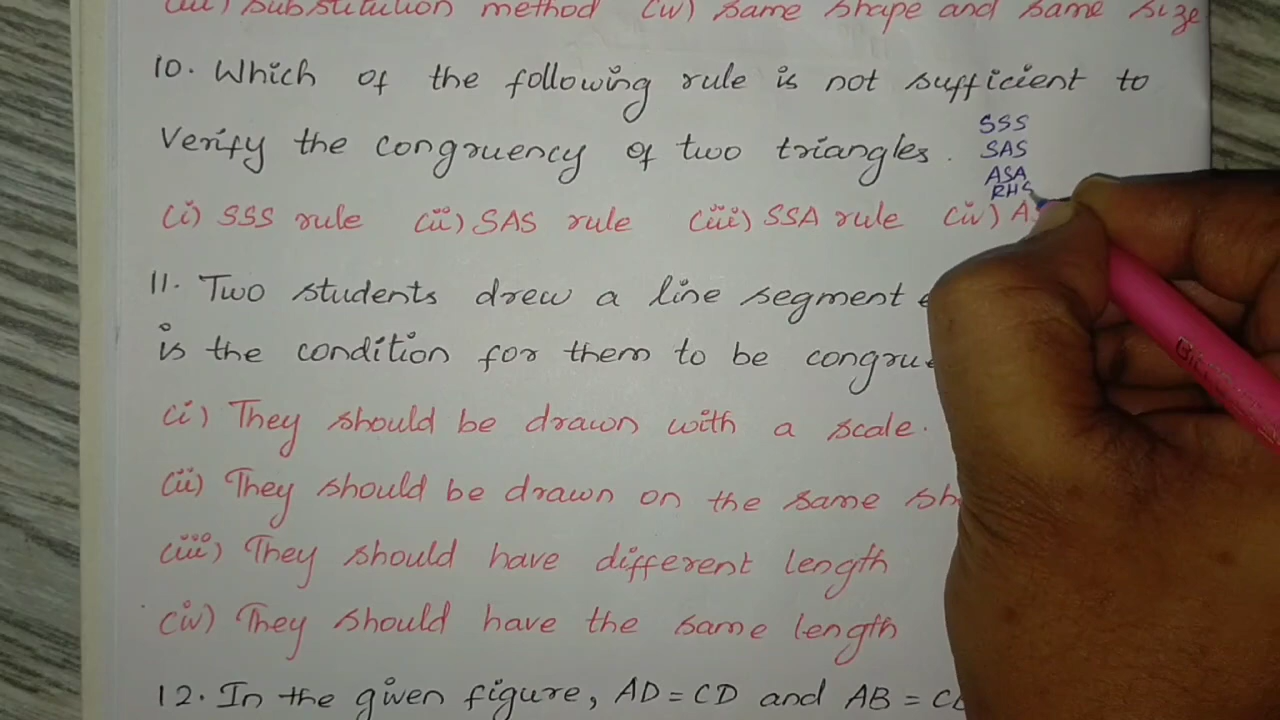 (iii) substitution method (iv) same shape and same size
10. Which of the following rule is not sufficient to
Verify the congruency of two triangles.
SSS
SAS
ASA
RHS
(i) SSS rule (ii) SAS rule (iii) SSA rule (iv)
11. Two students drew a line segment
is the condition for them to be
(i) They should be drawn with a scale.
(ii) They should be drawn on the same
(iii) They should have different length
(iv) They should have the same length
12. In the given figure, AD = CD and AB =